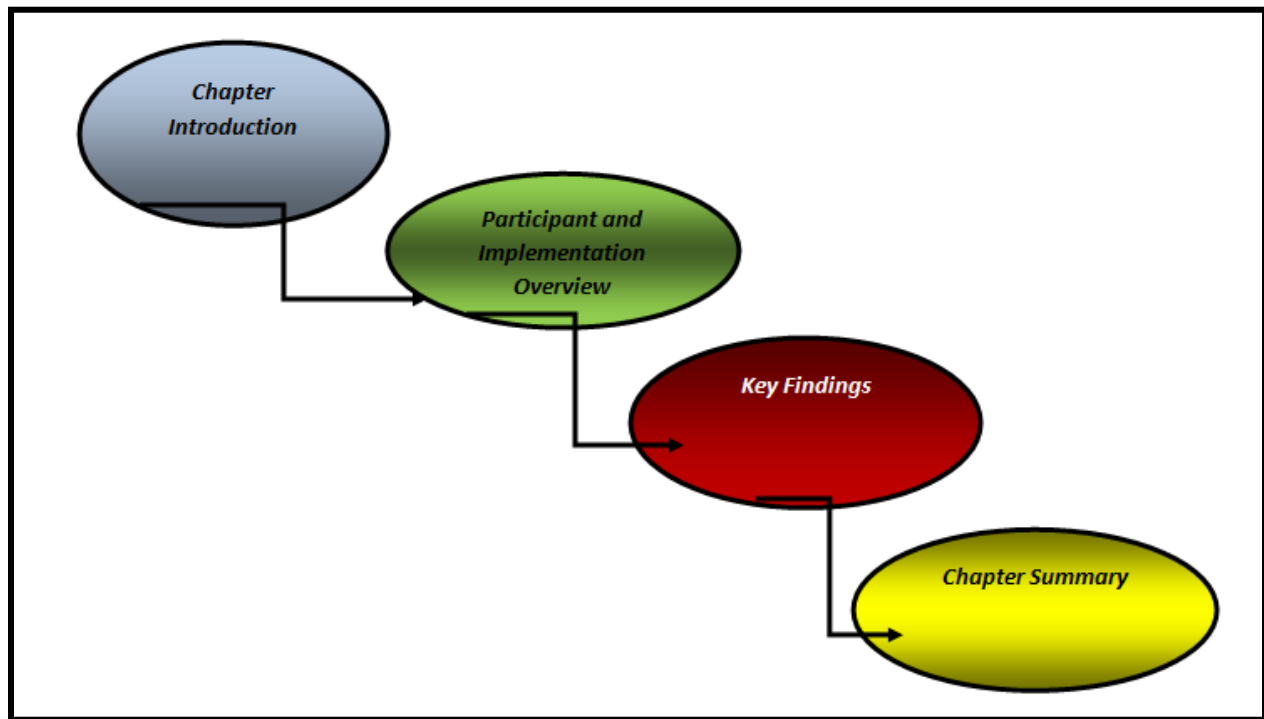 Chapter
Introduction
Participant and
Implementation
Overview
Key Findings
Chapter Summary